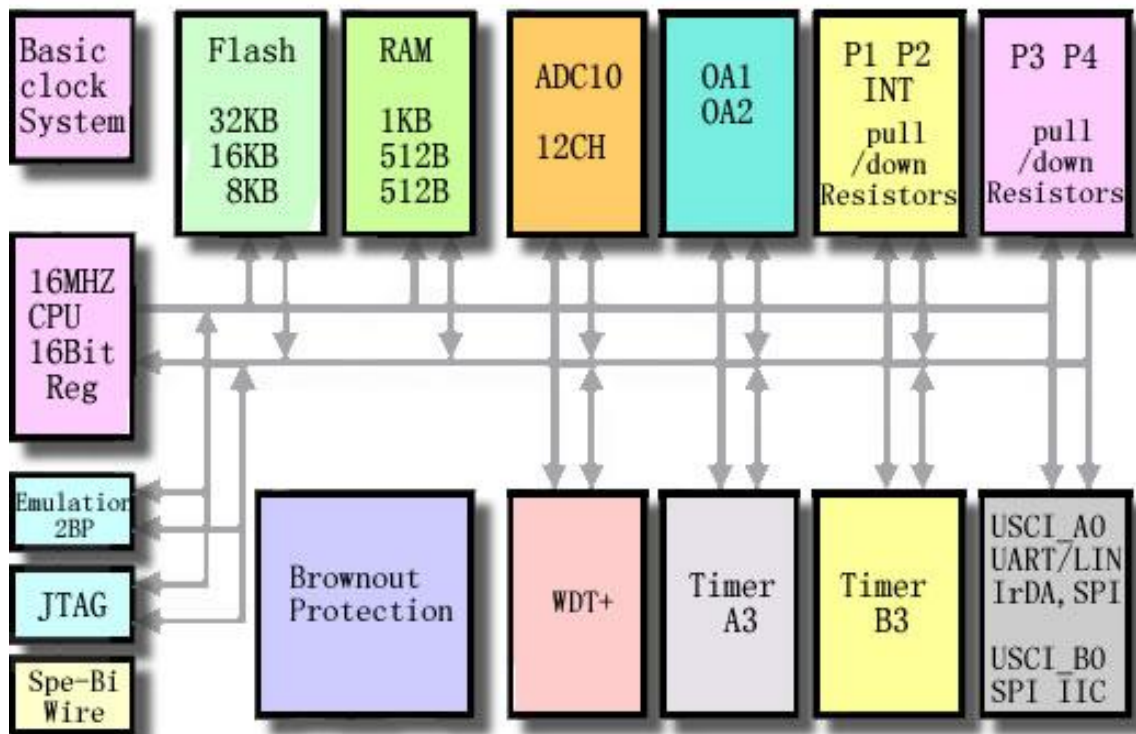 Basic
clock
System
Flash
32KB
16KB
8KB
RAM
1KB
512B
512B
ADC10
12CH
OA1
OA2
P1 P2
INT
pull
/down
Resistors
P3 P4
pull
/down
Resistors
16MHZ
CPU
16Bit
Reg
Emulation
2BP
JTAG
Spe-Bi
Wire
Brownout
Protection
WDT+
Timer
A3
Timer
B3
USCI_A0
UART/LIN
IrDA,SPI
USCI_B0
SPI IIC